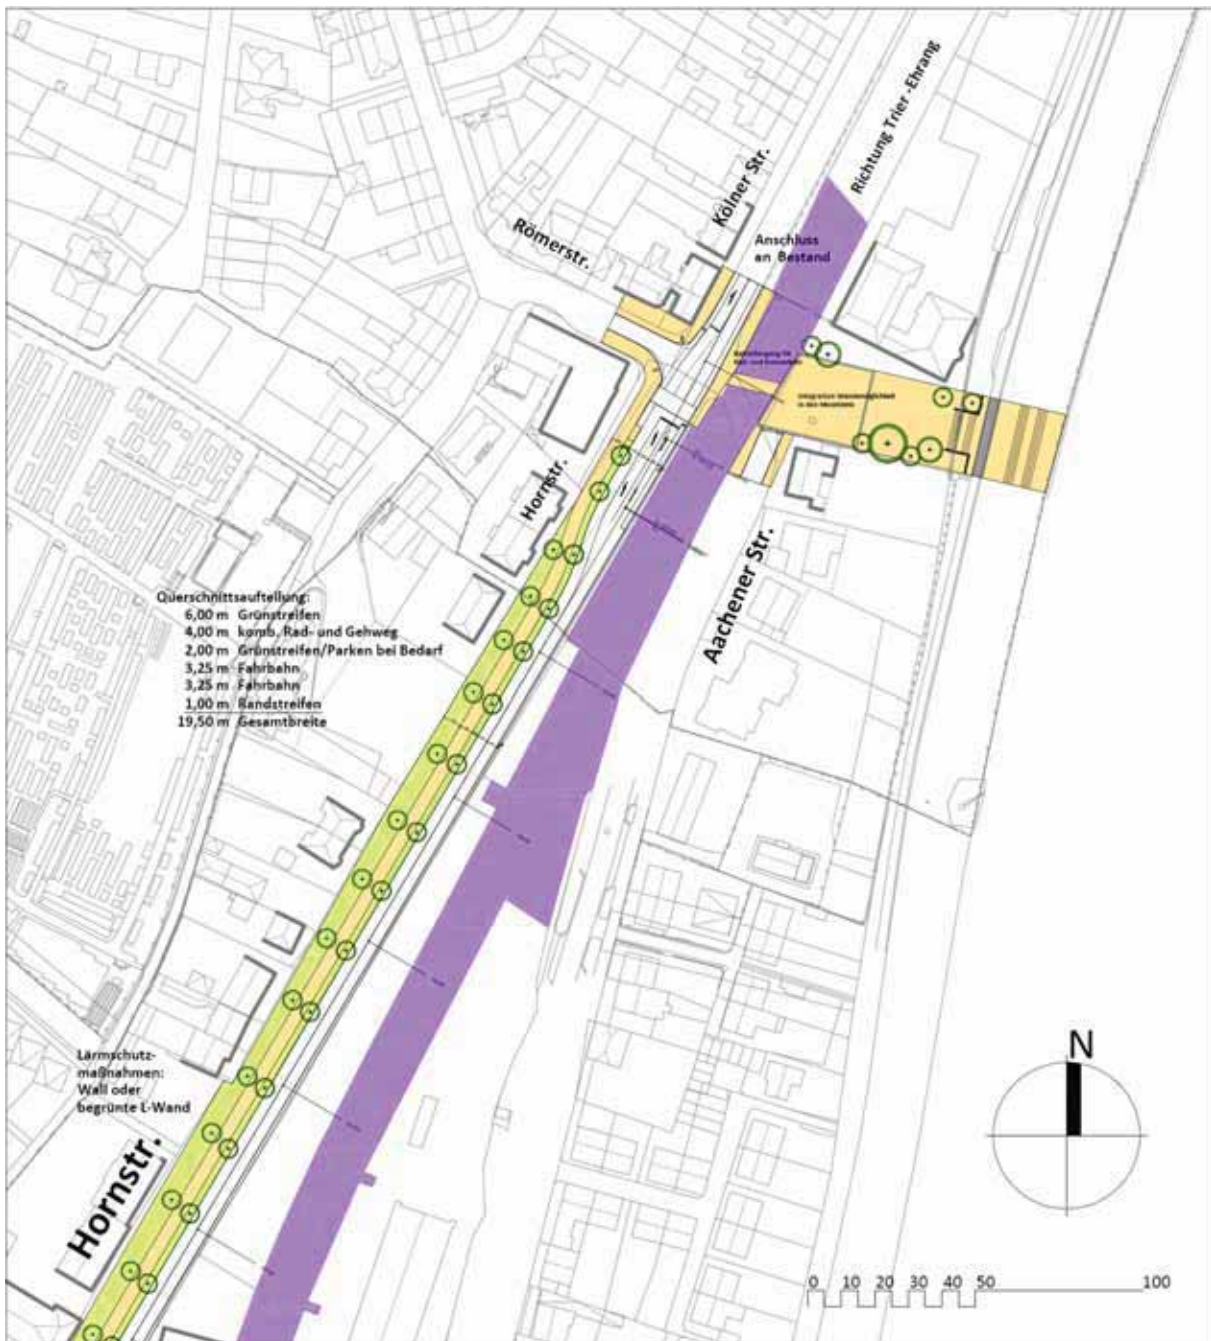 Richtung Trier -Ehrang
Kölner Str.
Römerstr.
Anschluss
an Bestand
Hornstr.
Aachener Str.
Querschnittsaufteilung:
6,00 m Grünstreifen
4,00 m komb. Rad- und Gehweg
2,00 m Grünstreifen/Parken bei Bedarf
3,25 m Fahrbahn
3,25 m Fahrbahn
1,00 m Randstreifen
19,50 m Gesamtbreite
Lärmschutz-
maßnahmen:
Wall oder
begrünte L-Wand
Hornstr.
N
0 10 20 30 40 50 100